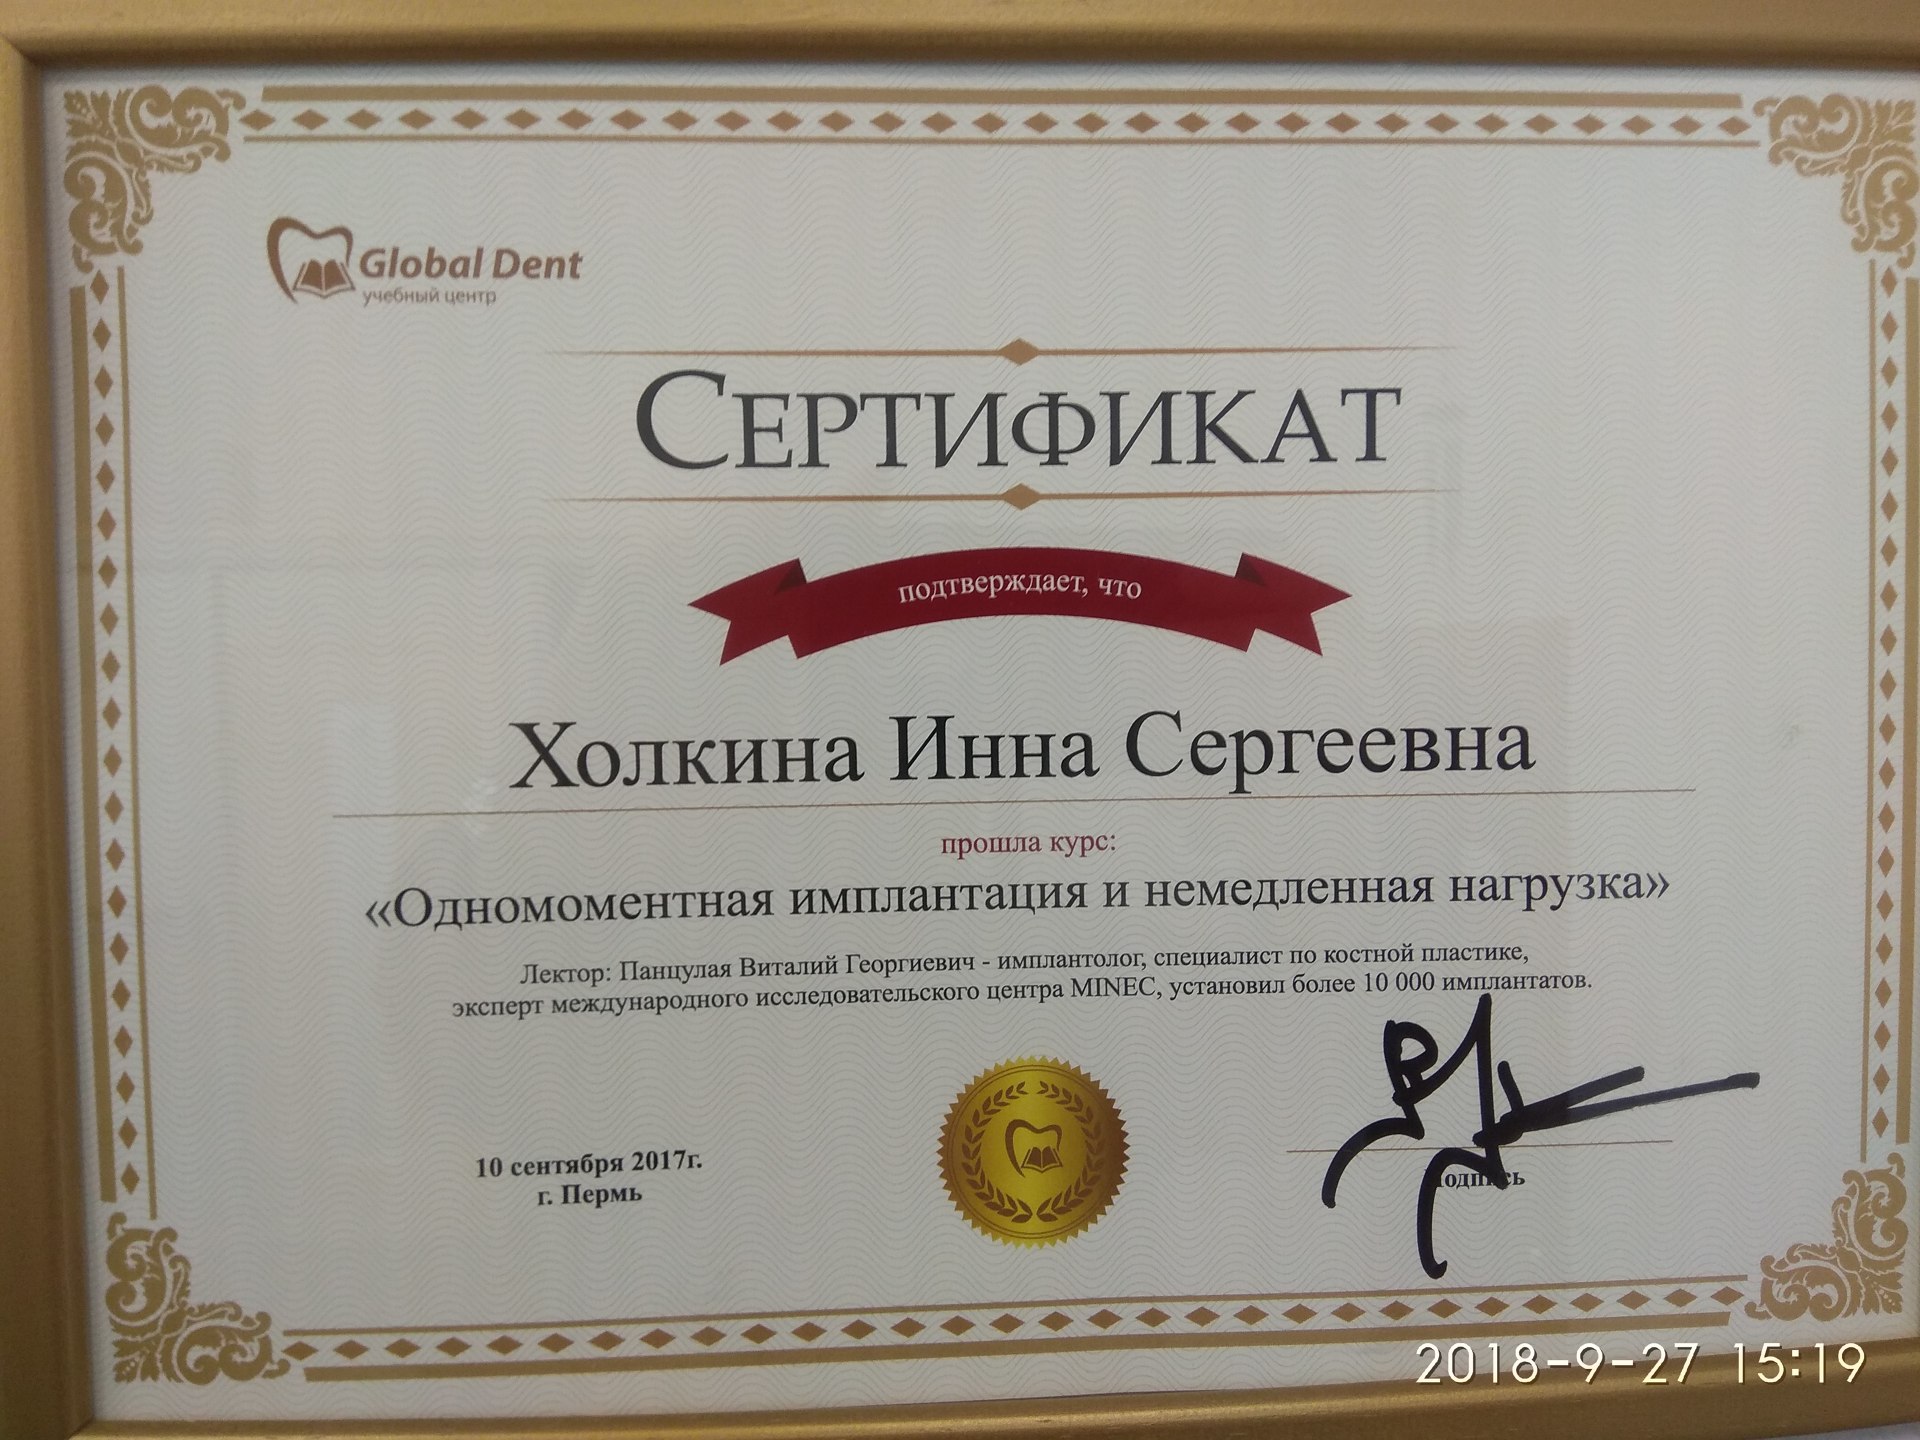 Global Dent
учебный центр
СЕРТИФИКАТ
подтверждает, что
Холкина Инна Сергеевна
прошла курс:
«Одномоментная имплантация и немедленная нагрузка»
Лектор: Панцулая Виталий Георгиевич - имплантолог, специалист по костной пластике,
эксперт международного исследовательского центра MINEC, установил более 10 000 имплантатов.
10 сентября 2017г.
г. Пермь
подпись
2018-9-27 15:19